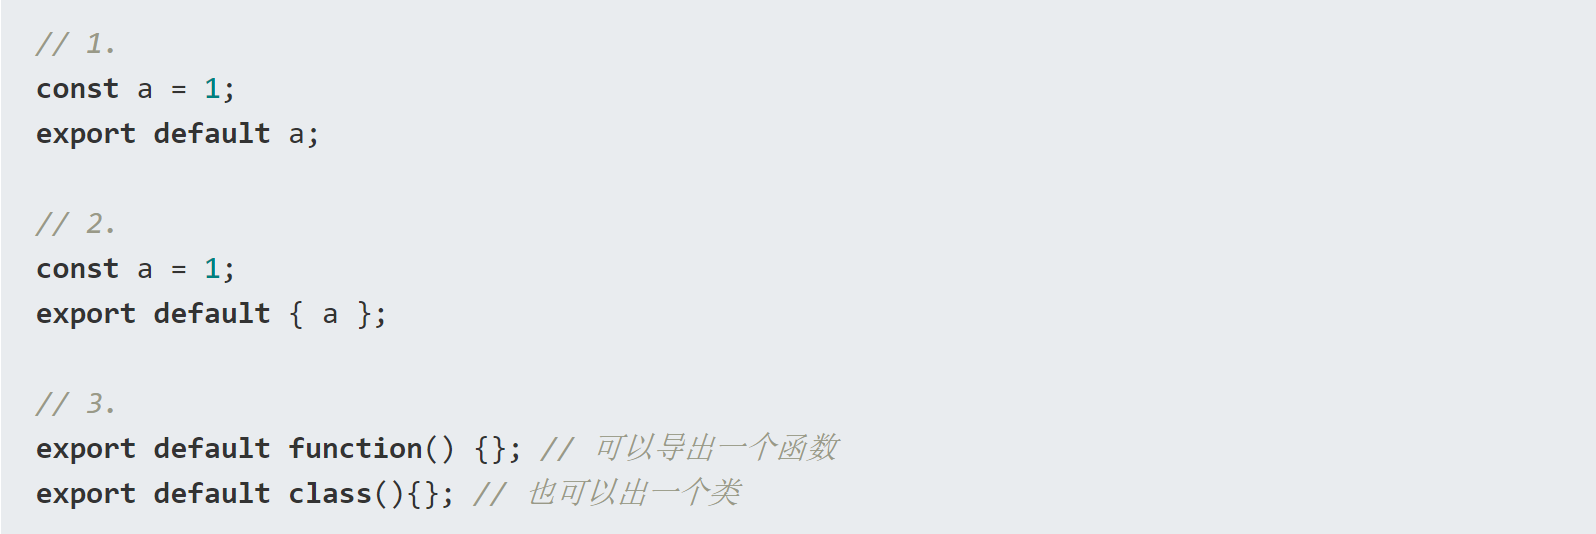 // 1.
const a = 1;
export default a;
// 2.
const a = 1;
export default { a };
// 3.
export default function() {}; // 可以导出一个函数
export default class(){}; // 也可以出一个类